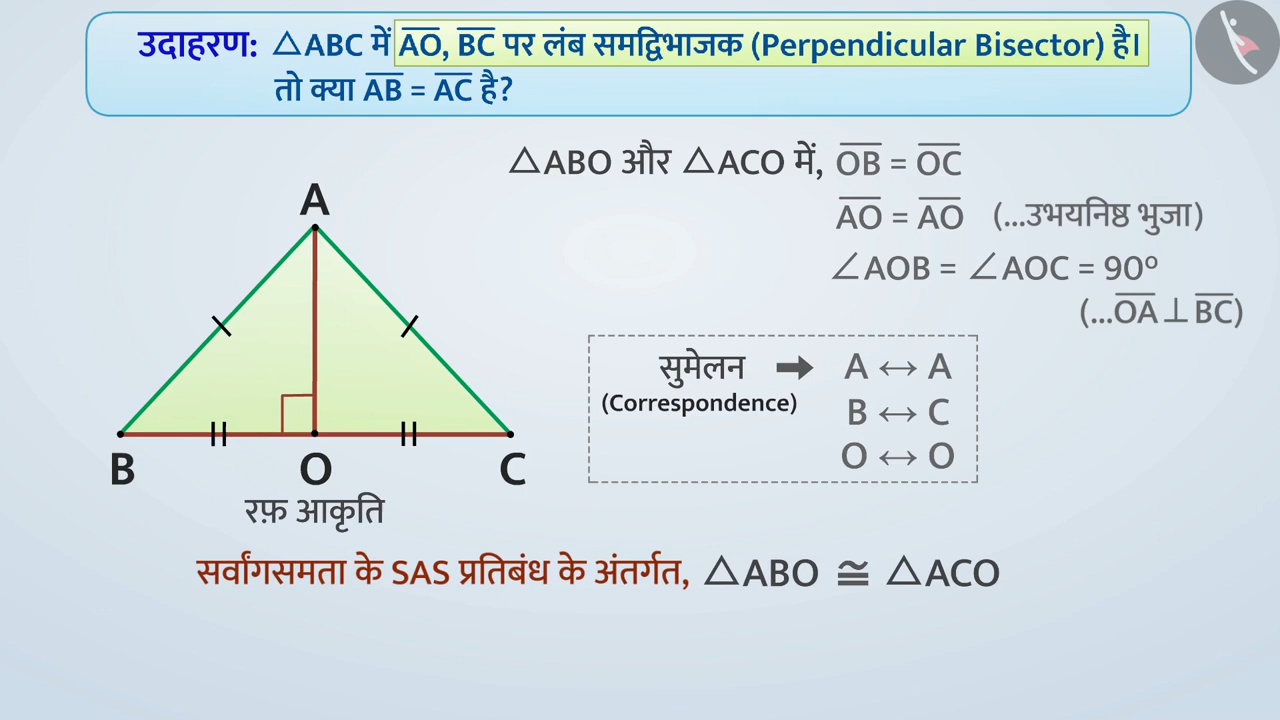 उदाहरण: △ABC में AO, BC पर लंब समद्विभाजक (Perpendicular Bisector) है।
तो क्या AB = AC है?
△ABO और △ACO में, OB = OC
AO = AO (...उभयनिष्ठ भुजा)
∠AOB = ∠AOC = 90º
(...OA ⊥ BC)
A
B
O
C
रफ़ आकृति
सुमेलन ➡ A ↔ A
(Correspondence) B ↔ C
O ↔ O
सर्वांगसमता के SAS प्रतिबंध के अंतर्गत, △ABO ≅ △ACO